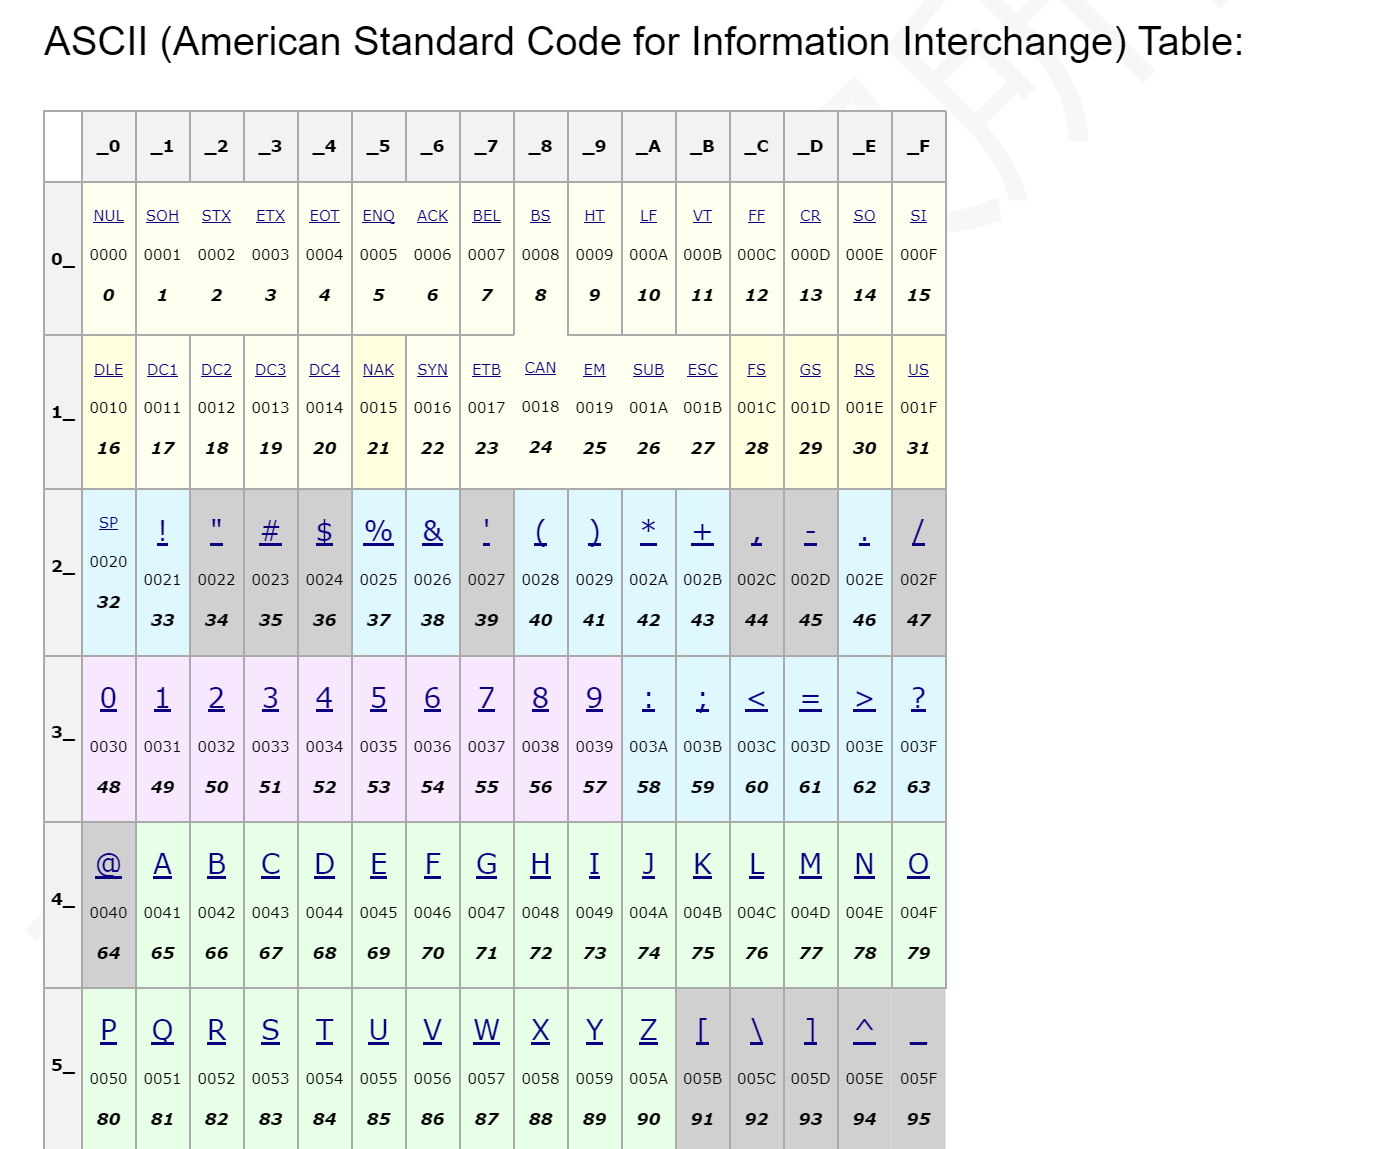 ASCII (American Standard Code for Information Interchange) Table:
_0 _1 _2 _3 _4 _5 _6 _7 _8 _9 _A _B _C _D _E _F
0_
NUL SOH STX ETX EOT ENQ ACK BEL BS HT LF VT FF CR SO SI
0000 0001 0002 0003 0004 0005 0006 0007 0008 0009 000A 000B 000C 000D 000E 000F
0 1 2 3 4 5 6 7 8 9 10 11 12 13 14 15
1_
DLE DC1 DC2 DC3 DC4 NAK SYN ETB CAN EM SUB ESC FS GS RS US
0010 0011 0012 0013 0014 0015 0016 0017 0018 0019 001A 001B 001C 001D 001E 001F
16 17 18 19 20 21 22 23 24 25 26 27 28 29 30 31
2_
SP ! " # $ % & ' ( ) * + , - . /
0020 0021 0022 0023 0024 0025 0026 0027 0028 0029 002A 002B 002C 002D 002E 002F
32 33 34 35 36 37 38 39 40 41 42 43 44 45 46 47
3_
0 1 2 3 4 5 6 7 8 9 : ; < = > ?
0030 0031 0032 0033 0034 0035 0036 0037 0038 0039 003A 003B 003C 003D 003E 003F
48 49 50 51 52 53 54 55 56 57 58 59 60 61 62 63
4_
@ A B C D E F G H I J K L M N O
0040 0041 0042 0043 0044 0045 0046 0047 0048 0049 004A 004B 004C 004D 004E 004F
64 65 66 67 68 69 70 71 72 73 74 75 76 77 78 79
5_
P Q R S T U V W X Y Z [ \ ] ^ _
0050 0051 0052 0053 0054 0055 0056 0057 0058 0059 005A 005B 005C 005D 005E 005F
80 81 82 83 84 85 86 87 88 89 90 91 92 93 94 95